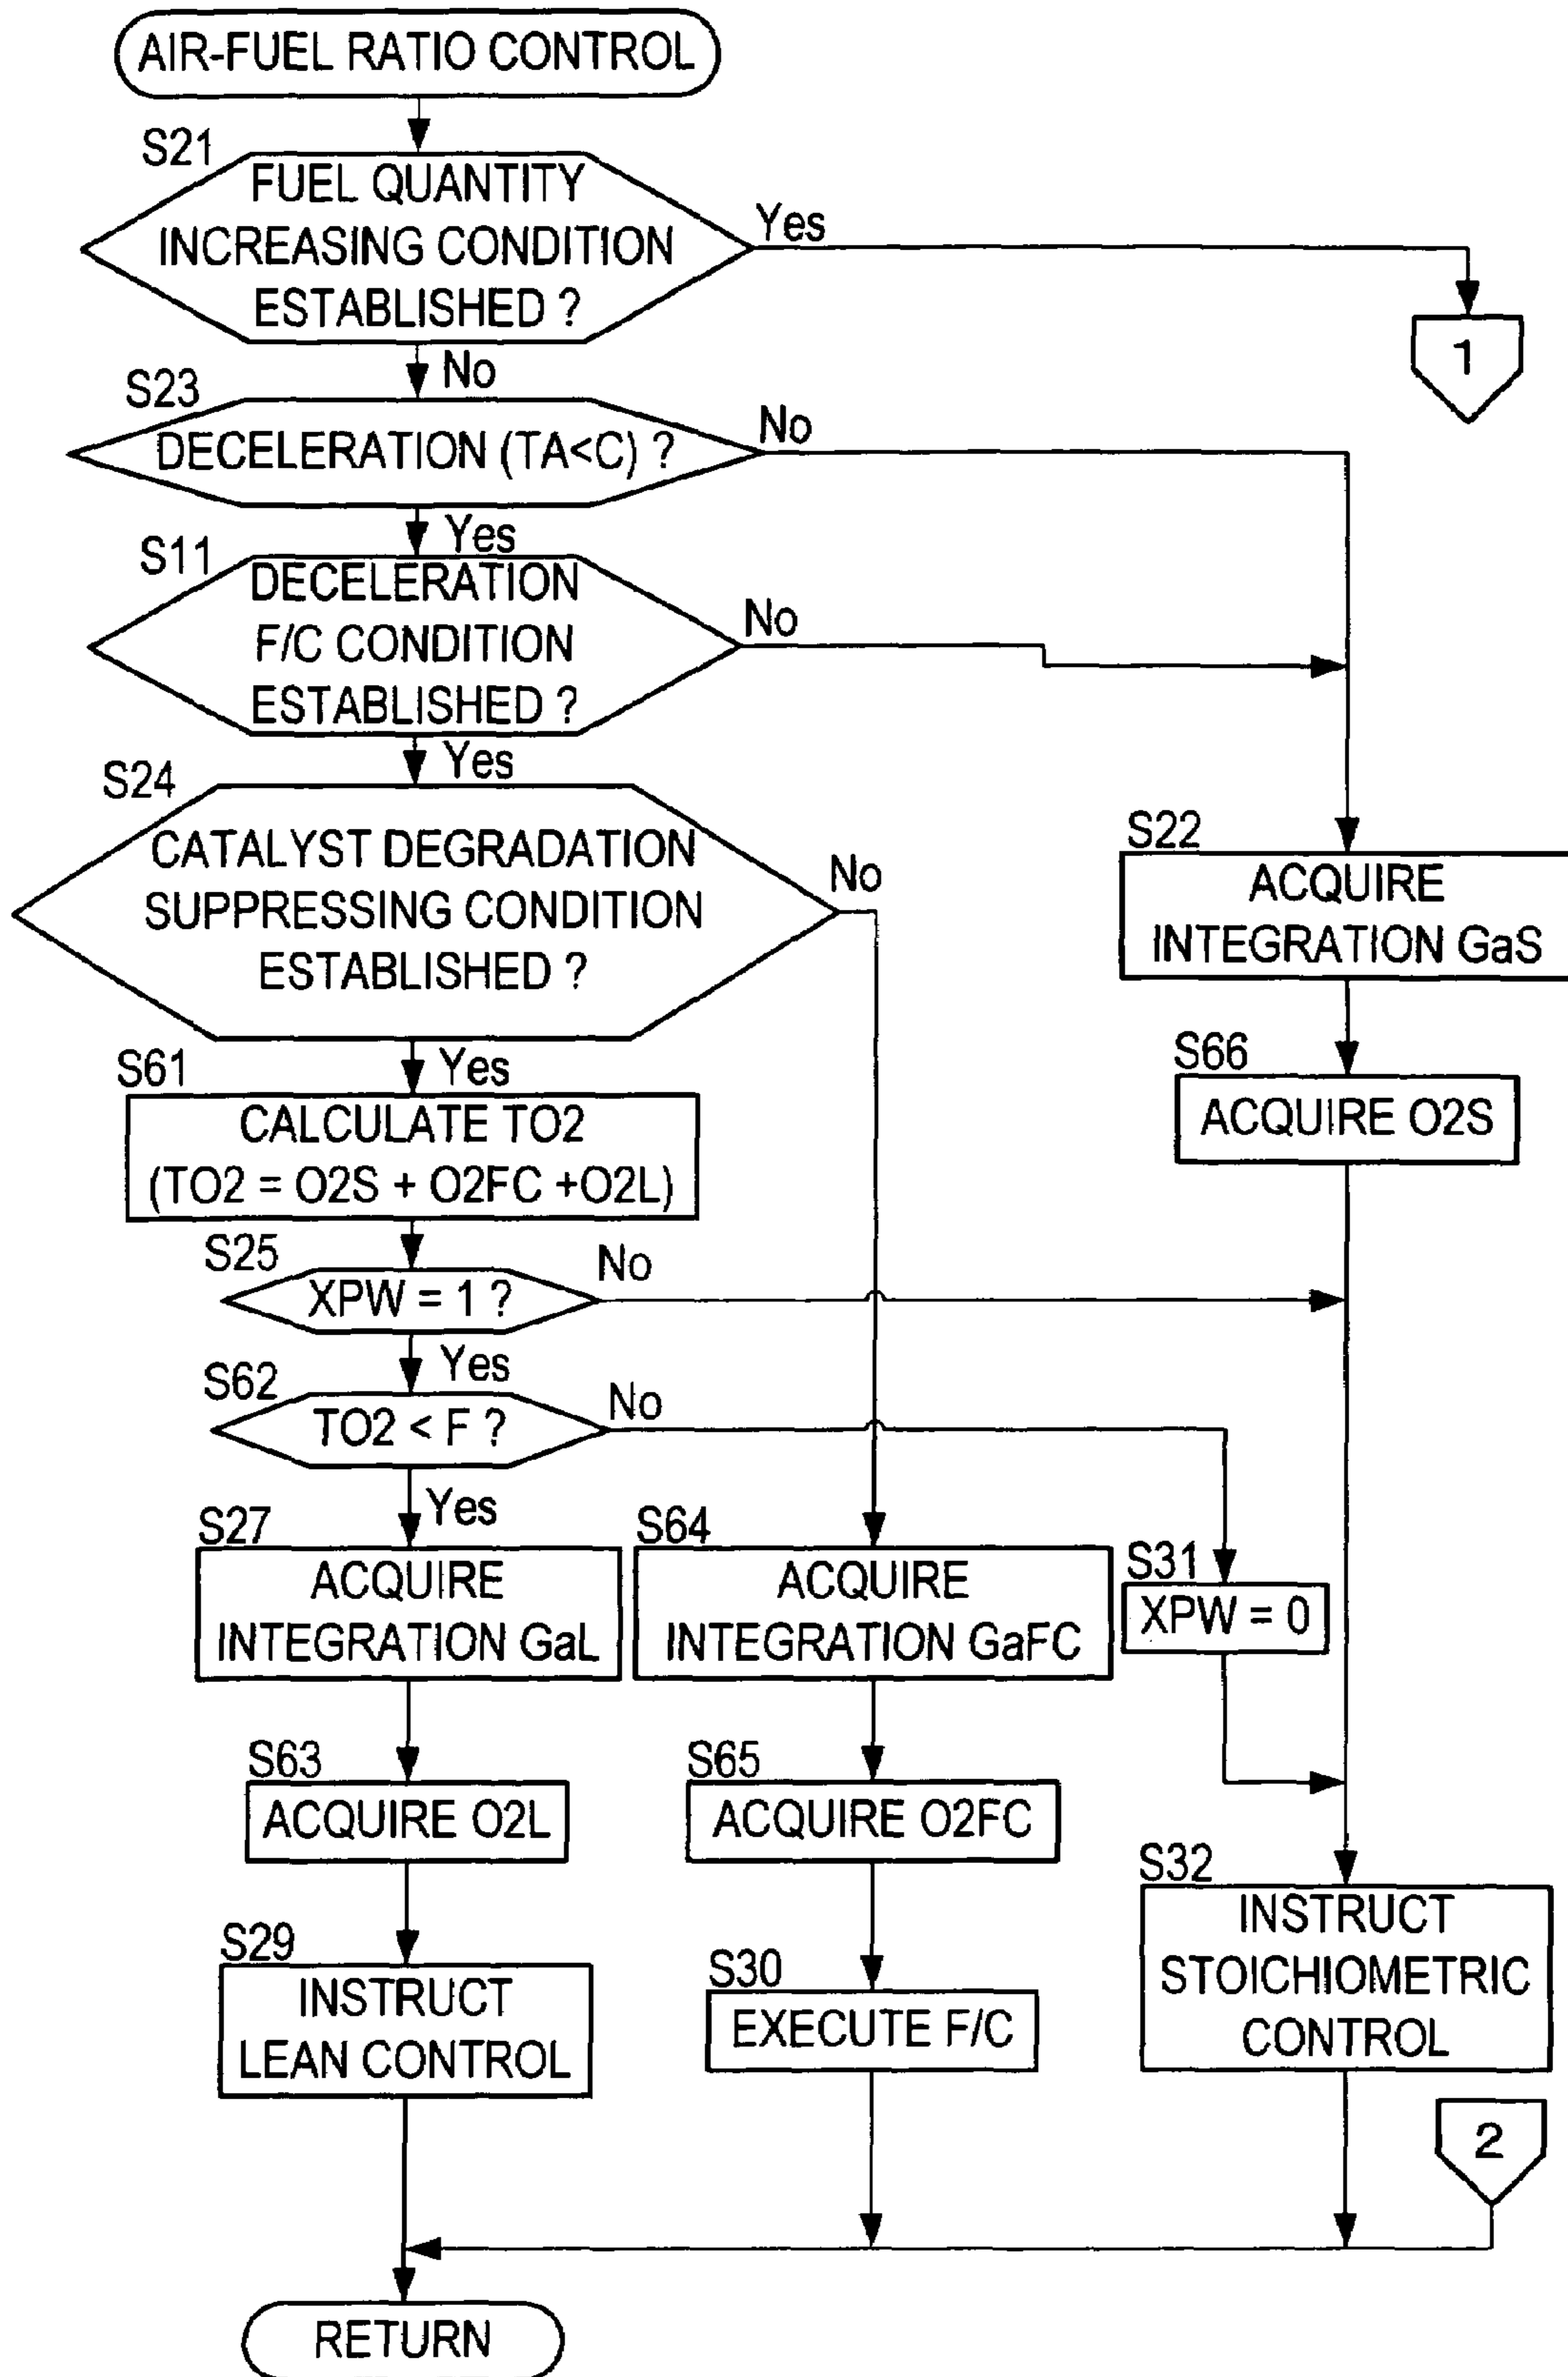 AIR-FUEL RATIO CONTROL
S21
FUEL QUANTITY
INCREASING CONDITION
ESTABLISHED ?
Yes
1
No
S23
DECELERATION (TA<C) ?
No
Yes
S11
DECELERATION
F/C CONDITION
ESTABLISHED ?
No
Yes
S24
CATALYST DEGRADATION
SUPPRESSING CONDITION
ESTABLISHED ?
No
S22
ACQUIRE
INTEGRATION GaS
Yes
S61
CALCULATE TO2
(TO2 = O2S + O2FC +O2L)
S66
ACQUIRE O2S
S25
XPW = 1 ?
No
Yes
S62
TO2 < F ?
No
Yes
S27
ACQUIRE
INTEGRATION GaL
S64
ACQUIRE
INTEGRATION GaFC
S31
XPW = 0
S63
ACQUIRE O2L
S65
ACQUIRE O2FC
S32
INSTRUCT
STOICHIOMETRIC
CONTROL
S29
INSTRUCT
LEAN CONTROL
S30
EXECUTE F/C
2
RETURN